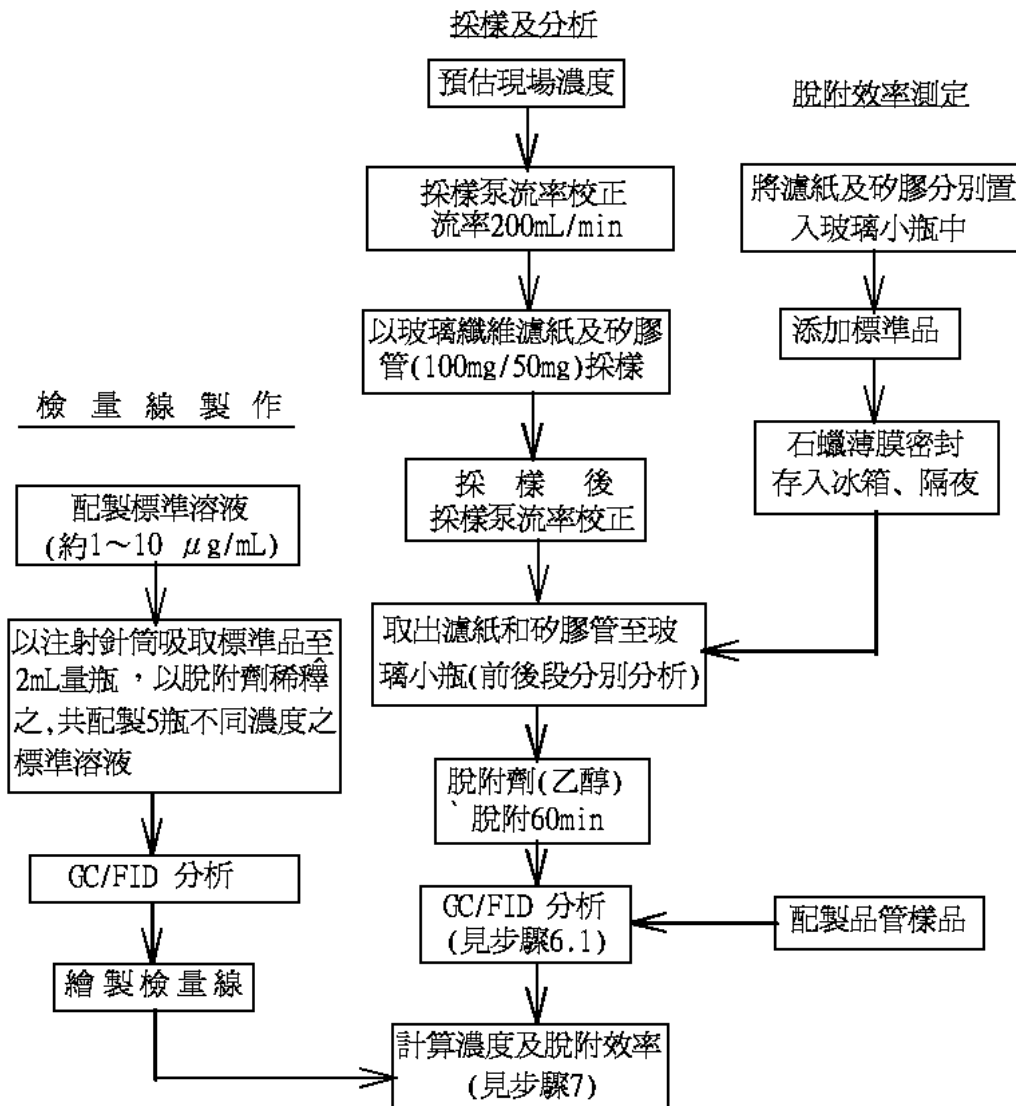 採樣及分析
預估現場濃度
採樣泵流率校正
流率200mL/min
以玻璃纖維濾紙及矽膠
管(100mg/50mg)採樣
採 樣 後
採樣泵流率校正
取出濾紙和矽膠管至玻
璃小瓶(前後段分別分析)
脫附劑(乙醇)
`脫附60min
GC/FID 分析
(見步驟6.1)
計算濃度及脫附效率
(見步驟7)
脫附效率測定
將濾紙及矽膠分別置
入玻璃小瓶中
添加標準品
石蠟薄膜密封
存入冰箱、隔夜
配製品管樣品
檢 量 線 製 作
配製標準溶液
(約1～10 μg/mL)
以注射針筒吸取標準品至
2mL量瓶，以脫附劑稀釋
之,共配製5瓶不同濃度之
標準溶液
GC/FID 分析
繪製檢量線